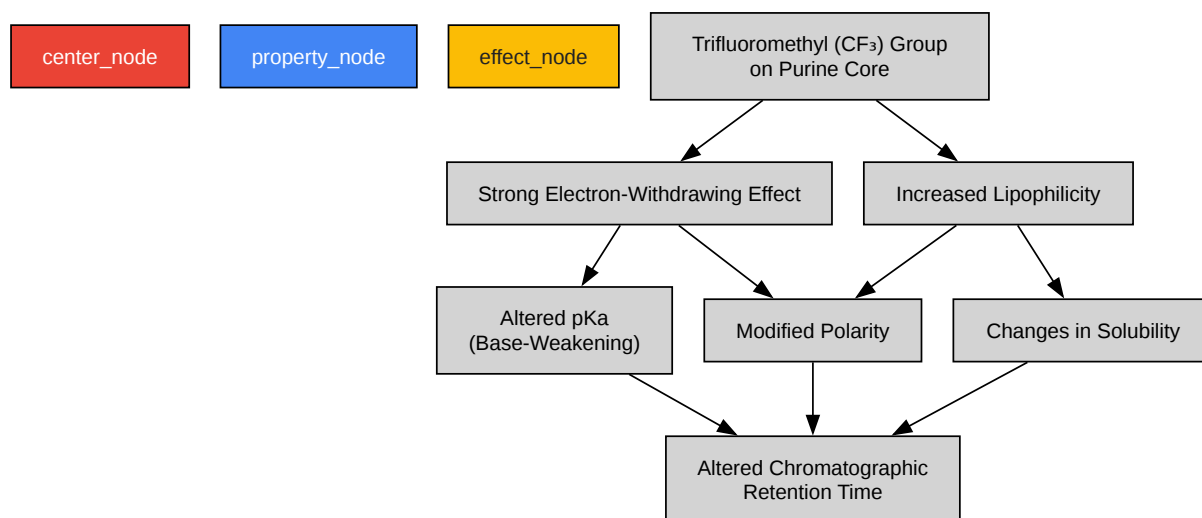 center_node
property_node
effect_node
Trifluoromethyl (CF₃) Group
on Purine Core
Strong Electron-Withdrawing Effect
Increased Lipophilicity
Altered pKa
(Base-Weakening)
Modified Polarity
Changes in Solubility
Altered Chromatographic
Retention Time